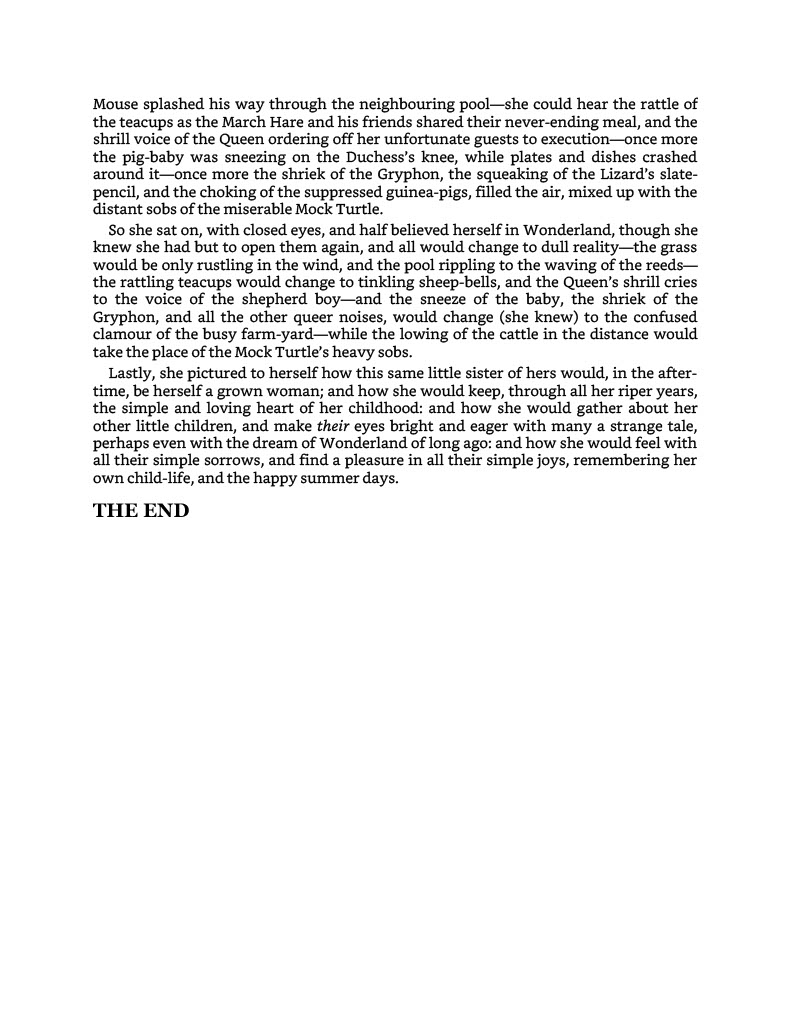 Mouse splashed his way through the neighbouring pool—she could hear the rattle of
the teacups as the March Hare and his friends shared their never-ending meal, and the
shrill voice of the Queen ordering off her unfortunate guests to execution—once more
the pig-baby was sneezing on the Duchess’s knee, while plates and dishes crashed
around it—once more the shriek of the Gryphon, the squeaking of the Lizard’s slate-
pencil, and the choking of the suppressed guinea-pigs, filled the air, mixed up with the
distant sobs of the miserable Mock Turtle.
So she sat on, with closed eyes, and half believed herself in Wonderland, though she
knew she had but to open them again, and all would change to dull reality—the grass
would be only rustling in the wind, and the pool rippling to the waving of the reeds—
the rattling teacups would change to tinkling sheep-bells, and the Queen’s shrill cries
to the voice of the shepherd boy—and the sneeze of the baby, the shriek of the
Gryphon, and all the other queer noises, would change (she knew) to the confused
clamour of the busy farm-yard—while the lowing of the cattle in the distance would
take the place of the Mock Turtle’s heavy sobs.
Lastly, she pictured to herself how this same little sister of hers would, in the after-
time, be herself a grown woman; and how she would keep, through all her riper years,
the simple and loving heart of her childhood: and how she would gather about her
other little children, and make their eyes bright and eager with many a strange tale,
perhaps even with the dream of Wonderland of long ago: and how she would feel with
all their simple sorrows, and find a pleasure in all their simple joys, remembering her
own child-life, and the happy summer days.
THE END